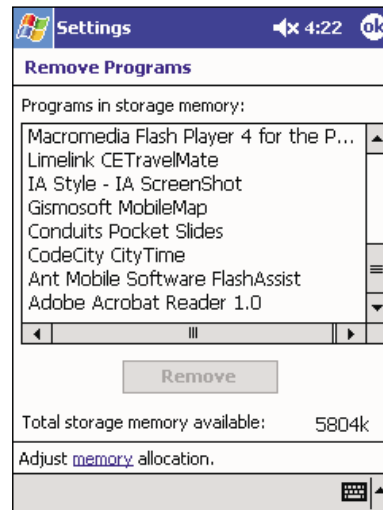 Settings 4:22 ok
Remove Programs
Programs in storage memory:
Macromedia Flash Player 4 for the P...
Limelink CETravelMate
IA Style - IA ScreenShot
Gismosoft MobileMap
Conduits Pocket Slides
CodeCity CityTime
Ant Mobile Software FlashAssist
Adobe Acrobat Reader 1.0
Remove
Total storage memory available: 5804k
Adjust memory allocation.